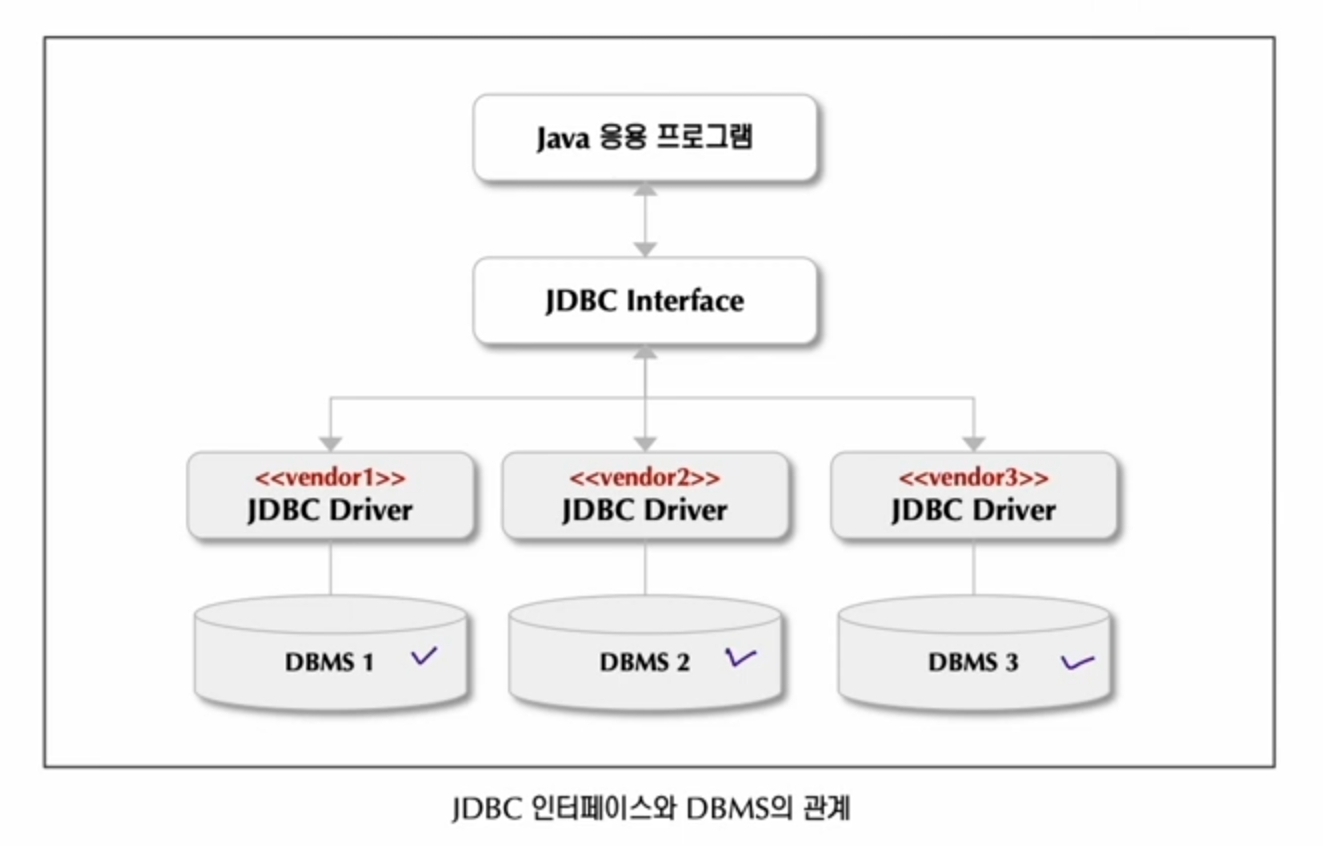 Java 응용 프로그램
JDBC Interface
<<vendor1>>
JDBC Driver
<<vendor2>>
JDBC Driver
<<vendor3>>
JDBC Driver
DBMS 1
DBMS 2
DBMS 3
JDBC 인터페이스와 DBMS의 관계